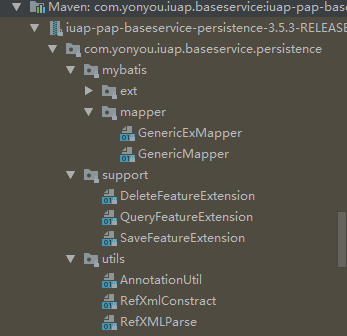 Maven: com.yonyou.iuap.baseservice:iuap-pap-base
iuap-pap-baseservice-persistence-3.5.3-RELEASE
com.yonyou.iuap.baseservice.persistence
mybatis
ext
mapper
GenericExMapper
GenericMapper
support
DeleteFeatureExtension
QueryFeatureExtension
SaveFeatureExtension
utils
AnnotationUtil
RefXmlConstract
RefXMLParse